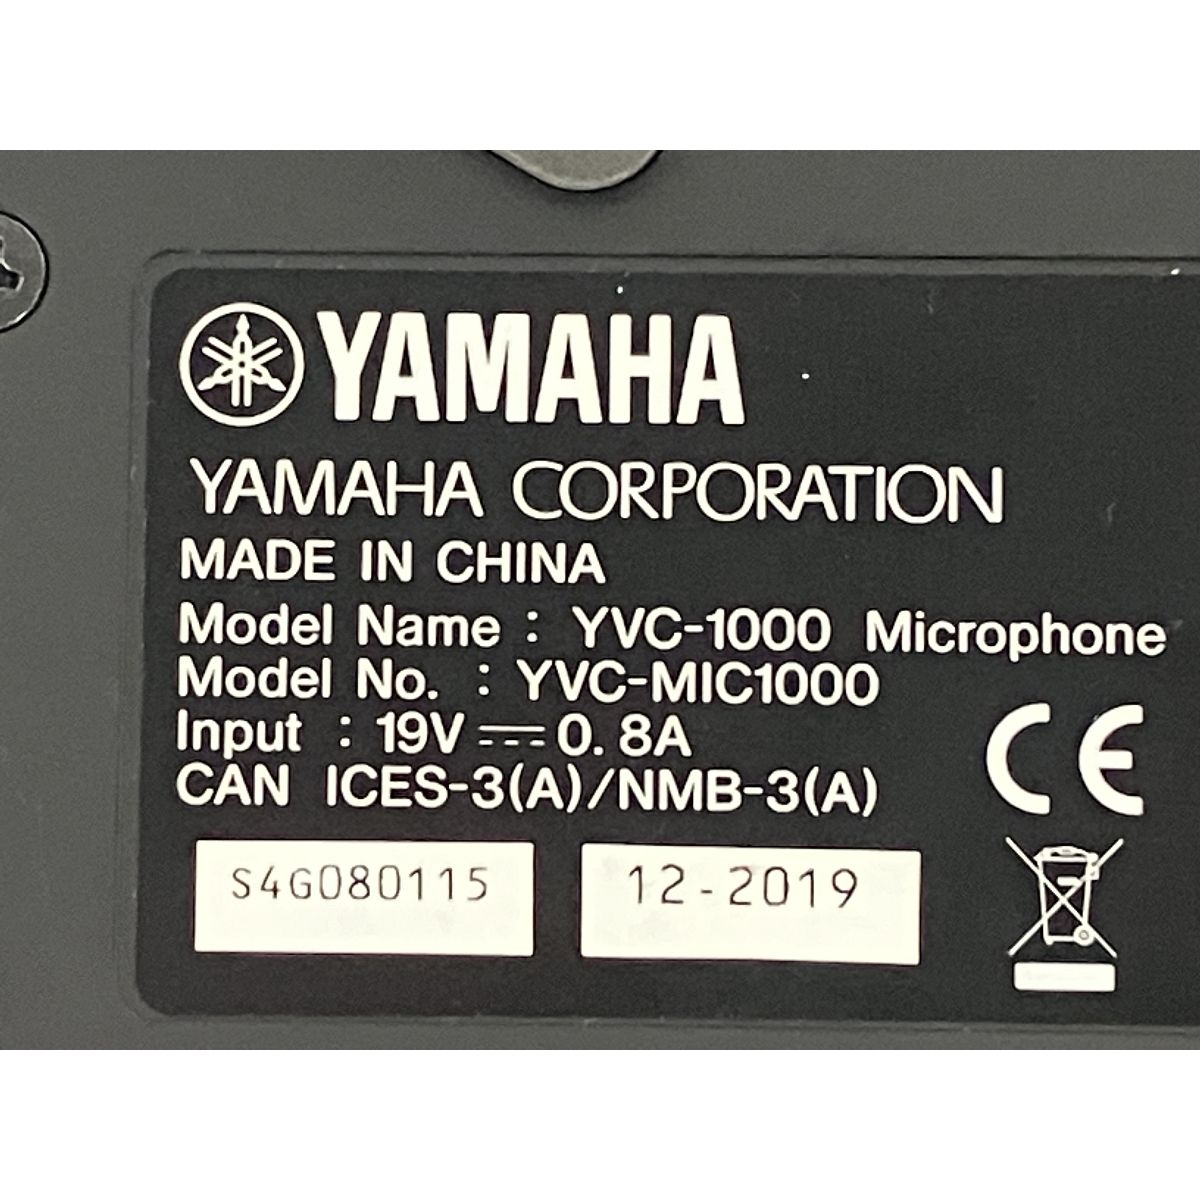 YAMAHA
YAMAHA CORPORATION
MADE IN CHINA
Model Name : YVC-1000 Microphone
Model No. : YVC-MIC1000
Input : 19V ⎓ 0.8A
CAN ICES-3(A)/NMB-3(A)
CE
S4G080115
12-2019